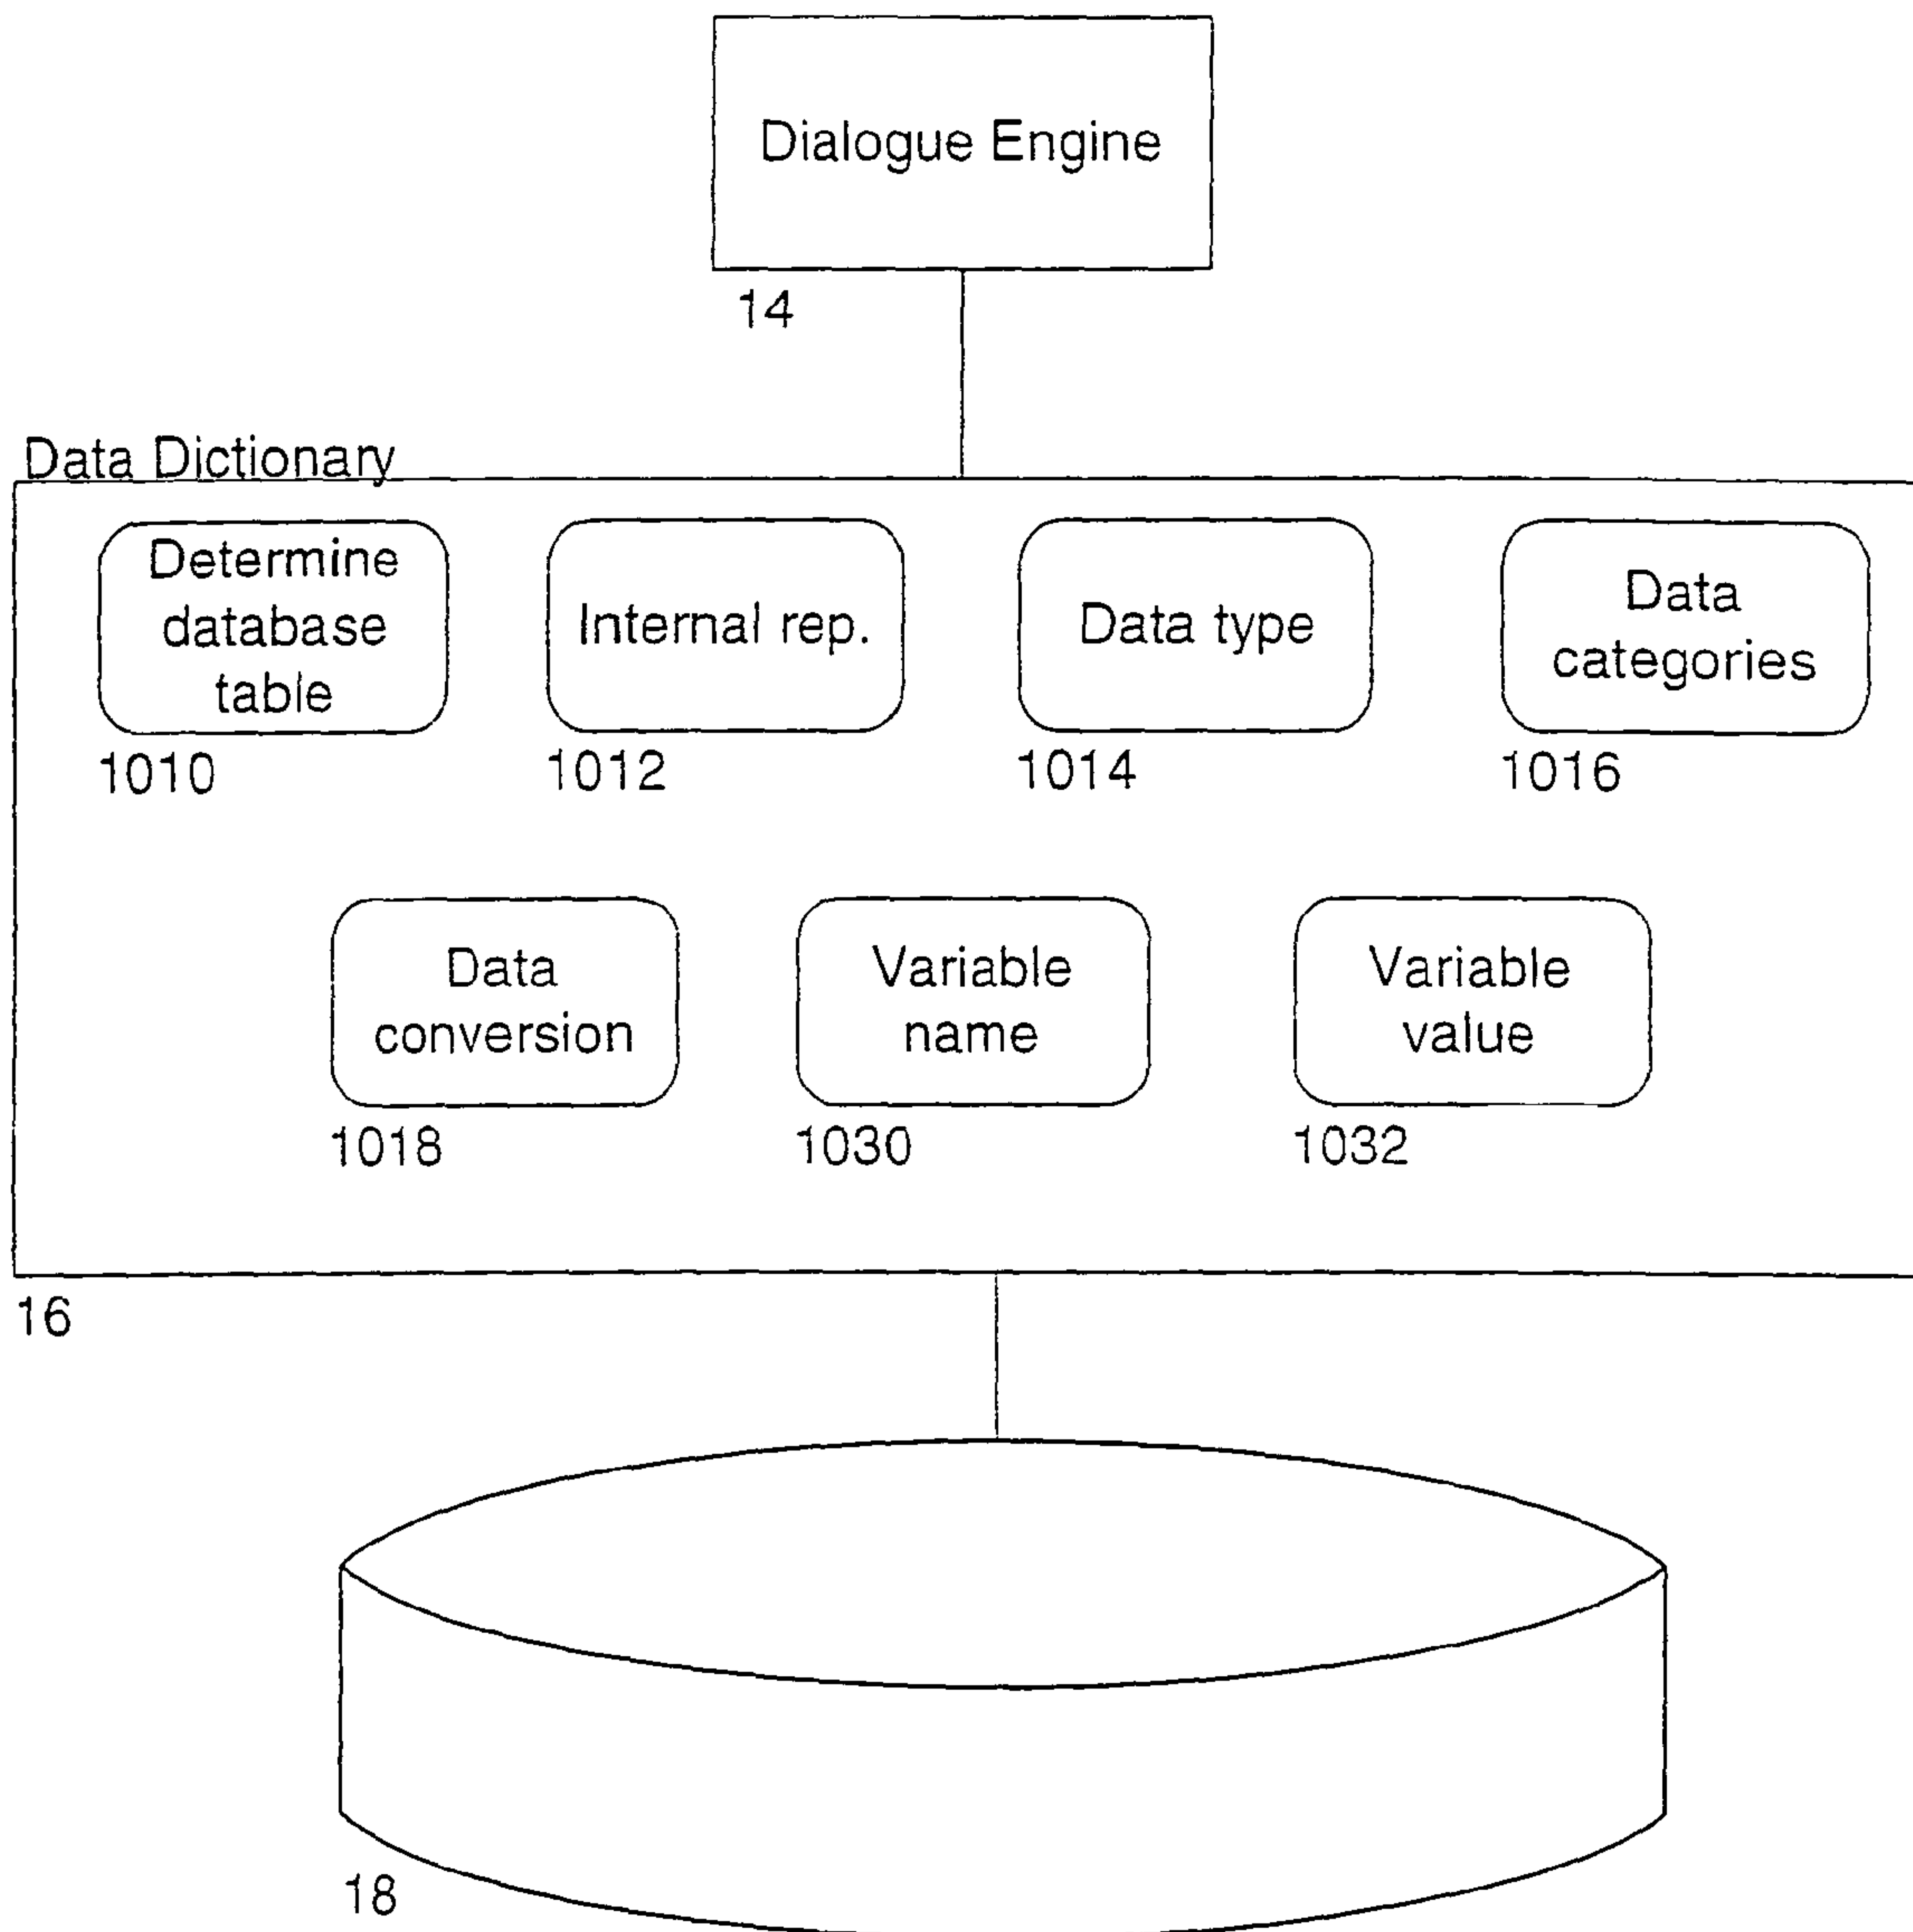 Dialogue Engine
14
Data Dictionary
Determine
database
table
1010
Internal rep.
1012
Data type
1014
Data
categories
1016
Data
conversion
1018
Variable
name
1030
Variable
value
1032
16
18